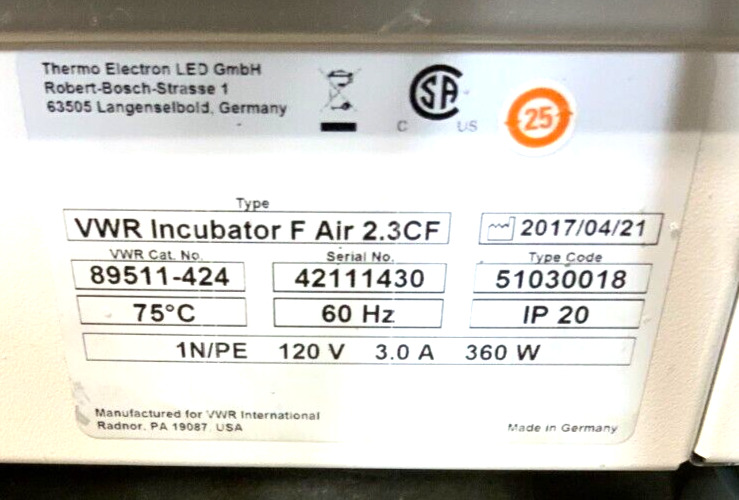 Thermo Electron LED GmbH
Robert-Bosch-Strasse 1
63505 Langenselbold, Germany
SA
C US
25
Type
VWR Incubator F Air 2.3CF
2017/04/21
VWR Cat. No. Serial No. Type Code
89511-424 42111430 51030018
75°C 60 Hz IP 20
1N/PE 120 V 3.0 A 360 W
Manufactured for VWR International
Radnor, PA 19087 USA
Made in Germany